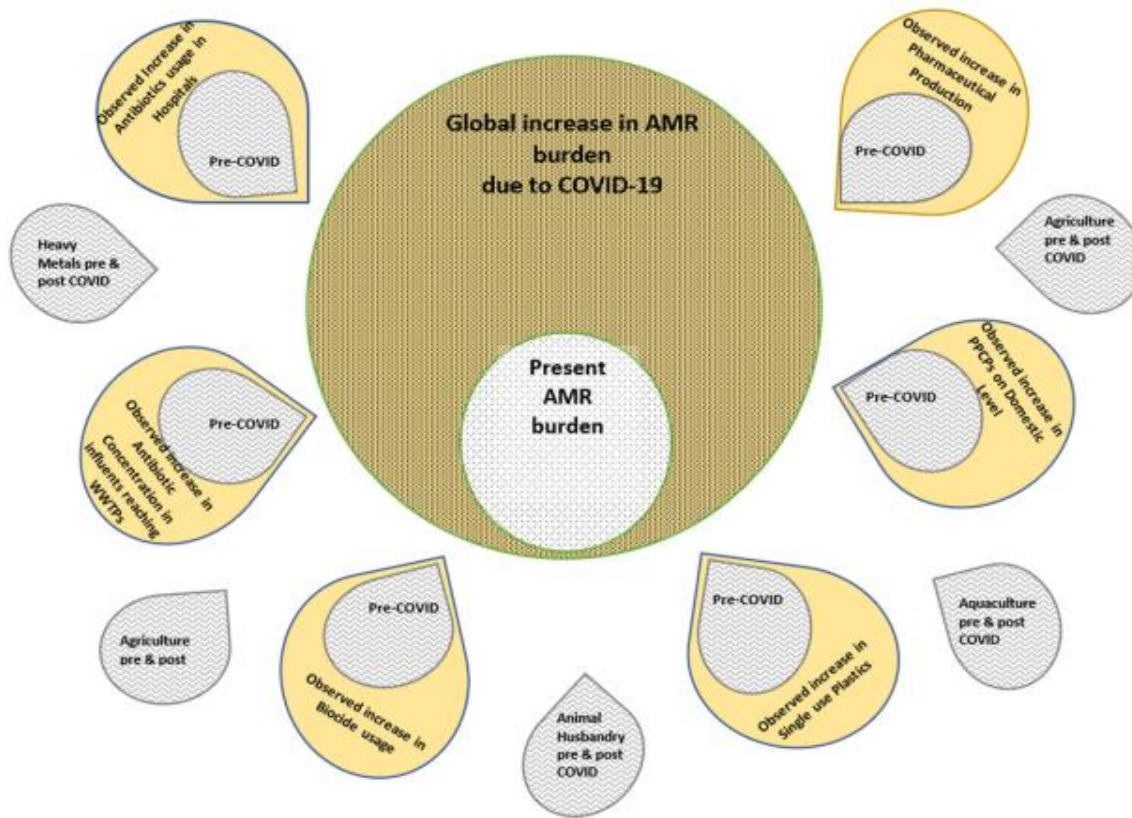 Observed Increase in
Antibiotics usage in
Hospitals
Pre-COVID
Global increase in AMR
burden
due to COVID-19
Observed increase in
Pharmaceutical
Production
Pre-COVID
Heavy
Metals pre &
post COVID
Agriculture
pre & post
COVID
Observed increase in
Antibiotic
Concentration in
influents reaching
WWTPs
Pre-COVID
Present
AMR
burden
Pre-COVID
Observed increase in
PPCPs on Domestic
Level
Agriculture
pre & post
Pre-COVID
Observed increase in
Biocide usage
Animal
Husbandry
pre & post
COVID
Pre-COVID
Observed increase in
Single use Plastics
Aquaculture
pre & post
COVID